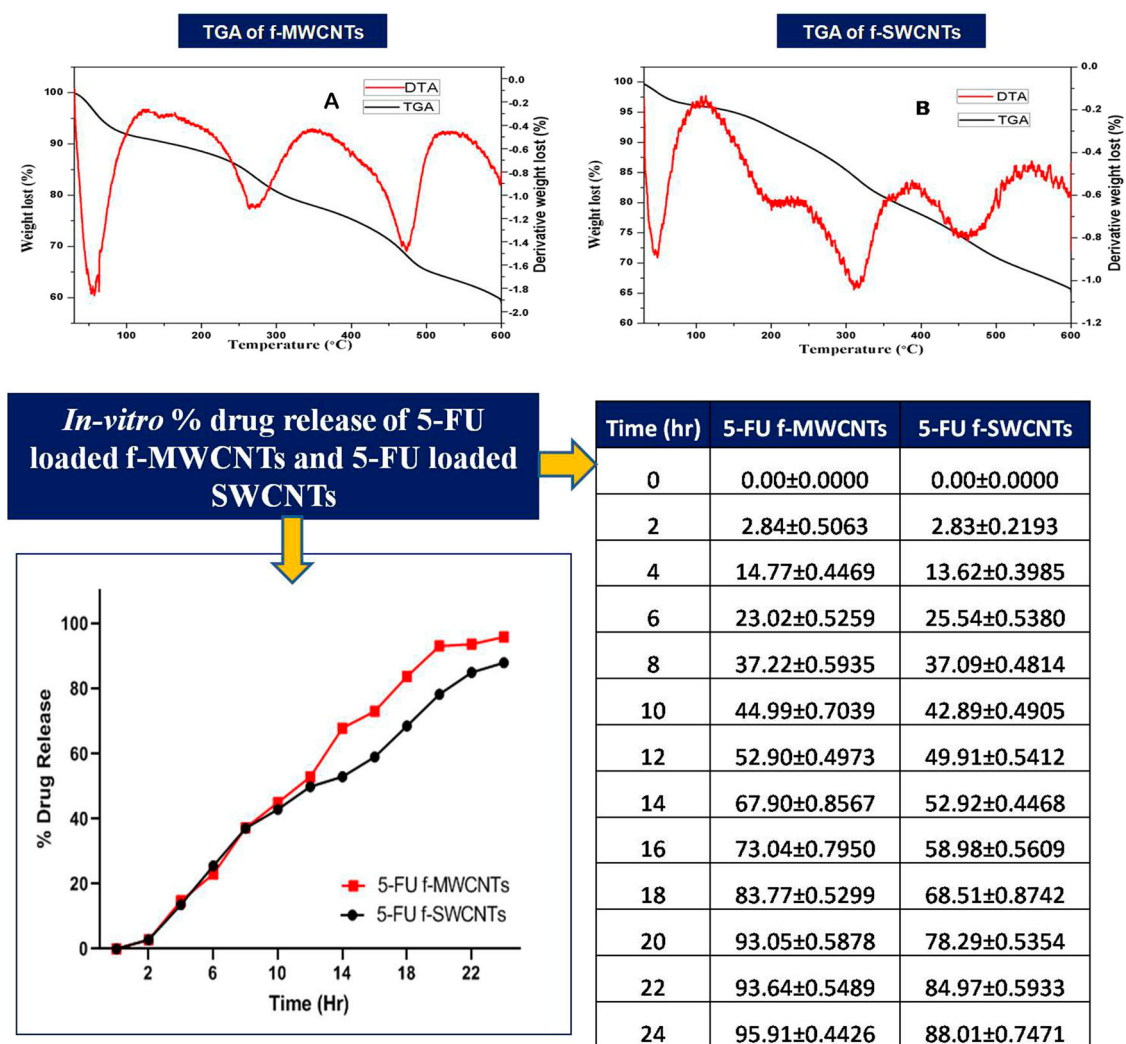 TGA of f-MWCNTs
TGA of f-SWCNTs
A
DTA
TGA
Weight lost (%)
100
90
80
70
60
Derivative weight lost (%)
0.0
-0.2
-0.4
-0.6
-0.8
-1.0
-1.2
-1.4
-1.6
-1.8
-2.0
100 200 300 400 500 600
Temperature (°C)
B
DTA
TGA
Weight lost (%)
100
95
90
85
80
75
70
65
60
Derivative weight lost (%)
0.0
-0.2
-0.4
-0.6
-0.8
-1.0
-1.2
100 200 300 400 500 600
Temperature (°C)
In-vitro % drug release of 5-FU
loaded f-MWCNTs and 5-FU loaded
SWCNTs
% Drug Release
100
80
60
40
20
0
5-FU f-MWCNTs
5-FU f-SWCNTs
2 6 10 14 18 22
Time (Hr)
Time (hr) 5-FU f-MWCNTs 5-FU f-SWCNTs
0 0.00±0.0000 0.00±0.0000
2 2.84±0.5063 2.83±0.2193
4 14.77±0.4469 13.62±0.3985
6 23.02±0.5259 25.54±0.5380
8 37.22±0.5935 37.09±0.4814
10 44.99±0.7039 42.89±0.4905
12 52.90±0.4973 49.91±0.5412
14 67.90±0.8567 52.92±0.4468
16 73.04±0.7950 58.98±0.5609
18 83.77±0.5299 68.51±0.8742
20 93.05±0.5878 78.29±0.5354
22 93.64±0.5489 84.97±0.5933
24 95.91±0.4426 88.01±0.7471